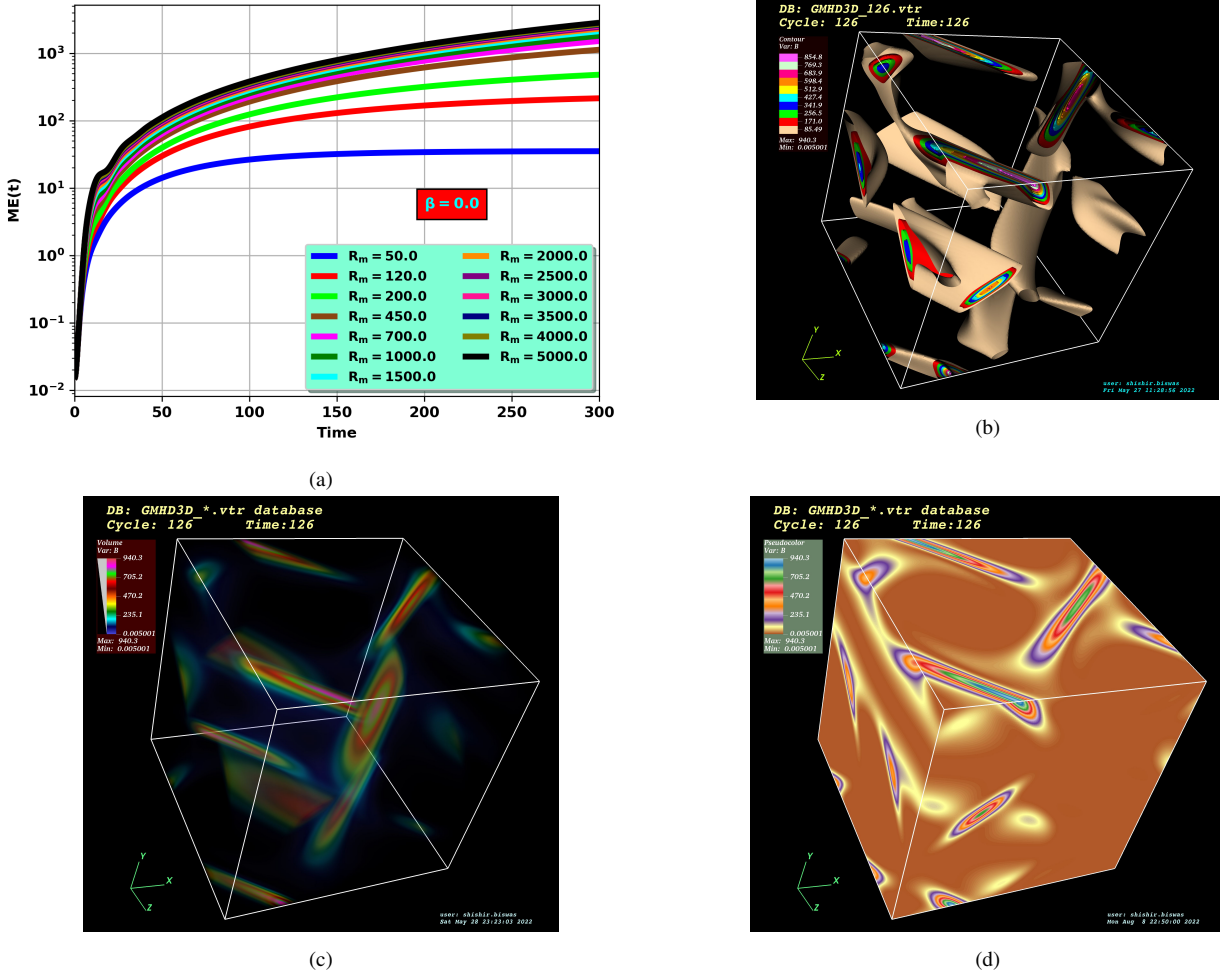 ME(t)
10³
10²
10¹
10⁰
10⁻¹
10⁻²
0 50 100 150 200 250 300
Time
β = 0.0
Rₘ = 50.0
Rₘ = 120.0
Rₘ = 200.0
Rₘ = 450.0
Rₘ = 700.0
Rₘ = 1000.0
Rₘ = 1500.0
Rₘ = 2000.0
Rₘ = 2500.0
Rₘ = 3000.0
Rₘ = 3500.0
Rₘ = 4000.0
Rₘ = 5000.0
(a)
DB: GMHD3D_126.vtr
Cycle: 126 Time:126
Contour
Var: B
854.8
769.3
683.9
598.4
512.9
427.4
341.9
256.5
171.0
85.49
Max: 940.3
Min: 0.005001
Y
X
Z
user: shishir.biswas
Fri May 27 11:28:56 2022
(b)
DB: GMHD3D_*.vtr database
Cycle: 126 Time:126
Volume
Var: B
940.3
705.2
470.2
235.1
0.005001
Max: 940.3
Min: 0.005001
Y
X
Z
user: shishir.biswas
Sat May 28 23:23:03 2022
(c)
DB: GMHD3D_*.vtr database
Cycle: 126 Time:126
Pseudocolor
Var: B
940.3
705.2
470.2
235.1
0.005001
Max: 940.3
Min: 0.005001
Y
X
Z
user: shishir.biswas
Mon Aug 8 22:50:00 2022
(d)